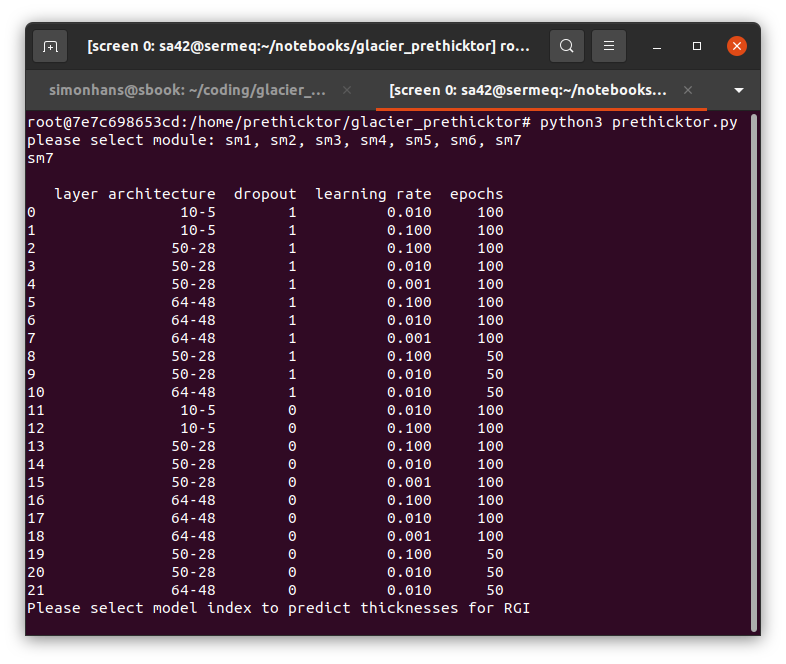 [screen 0: sa42@sermeq:~/notebooks/glacier_prethicktor] ro...
simonhans@sbook: ~/coding/glacier_... [screen 0: sa42@sermeq:~/notebooks...
root@7e7c698653cd:/home/prethicktor/glacier_prethicktor# python3 prethicktor.py
please select module: sm1, sm2, sm3, sm4, sm5, sm6, sm7
sm7
layer architecture dropout learning rate epochs
0 10-5 1 0.010 100
1 10-5 1 0.100 100
2 50-28 1 0.100 100
3 50-28 1 0.010 100
4 50-28 1 0.001 100
5 64-48 1 0.100 100
6 64-48 1 0.010 100
7 64-48 1 0.001 100
8 50-28 1 0.100 50
9 50-28 1 0.010 50
10 64-48 1 0.010 50
11 10-5 0 0.010 100
12 10-5 0 0.100 100
13 50-28 0 0.100 100
14 50-28 0 0.010 100
15 50-28 0 0.001 100
16 64-48 0 0.100 100
17 64-48 0 0.010 100
18 64-48 0 0.001 100
19 50-28 0 0.100 50
20 50-28 0 0.010 50
21 64-48 0 0.010 50
Please select model index to predict thicknesses for RGI